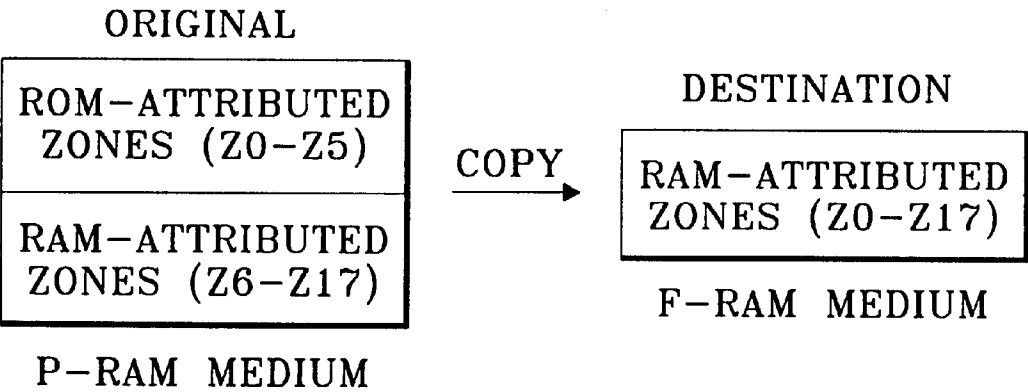 ORIGINAL
ROM-ATTRIBUTED
ZONES (Z0-Z5)
RAM-ATTRIBUTED
ZONES (Z6-Z17)
P-RAM MEDIUM
COPY
DESTINATION
RAM-ATTRIBUTED
ZONES (Z0-Z17)
F-RAM MEDIUM